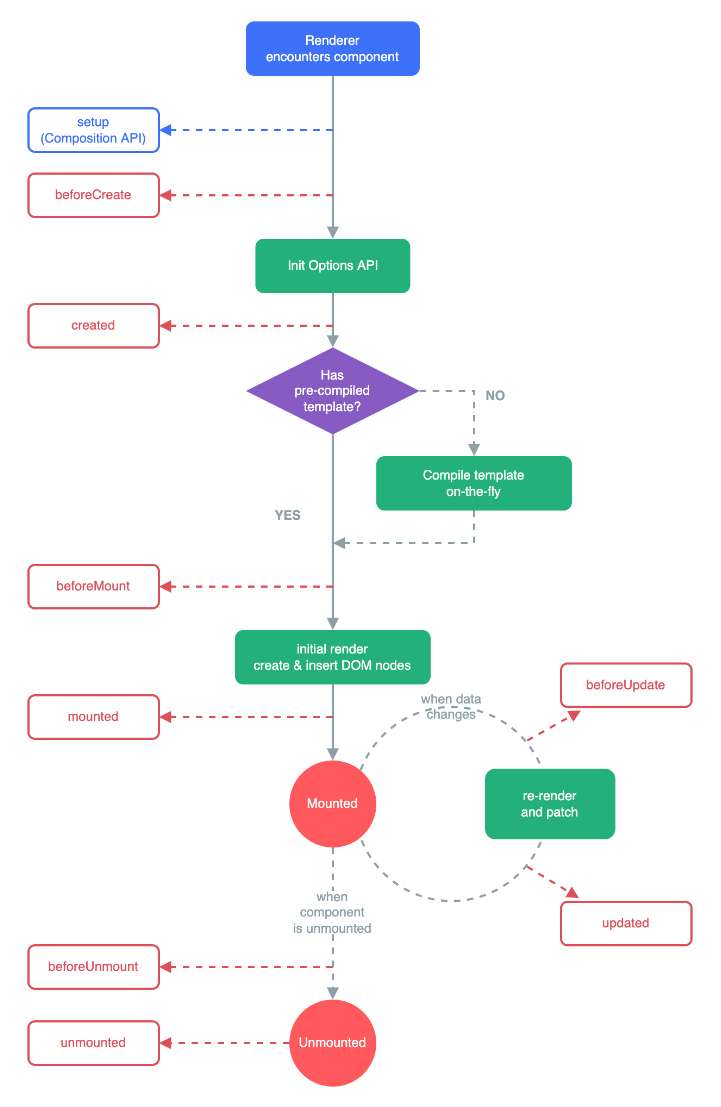 Renderer
encounters component
setup
(Composition API)
beforeCreate
Init Options API
created
Has
pre-compiled
template?
NO
Compile template
on-the-fly
YES
beforeMount
initial render
create & insert DOM nodes
beforeUpdate
mounted
when data
changes
Mounted
re-render
and patch
when
component
is unmounted
updated
beforeUnmount
unmounted
Unmounted